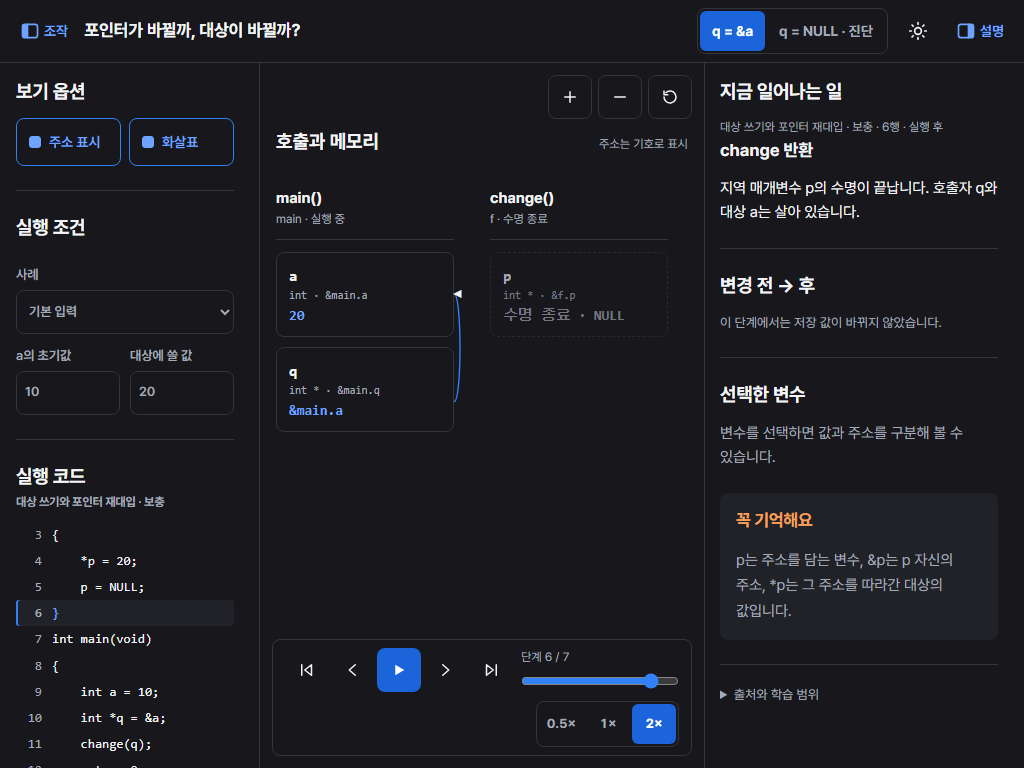 조작
포인터가 바뀔까, 대상이 바뀔까?
q = &a
q = NULL · 진단
설명
보기 옵션
주소 표시
화살표
실행 조건
사례
기본 입력
a의 초기값
대상에 쓸 값
10
20
실행 코드
대상 쓰기와 포인터 재대입 · 보충
3 {
4 *p = 20;
5 p = NULL;
6 }
7 int main(void)
8 {
9 int a = 10;
10 int *q = &a;
11 change(q);
호출과 메모리
주소는 기호로 표시
main()
main · 실행 중
change()
f · 수명 종료
a
int · &main.a
20
p
int * · &f.p
수명 종료 · NULL
q
int * · &main.q
&main.a
단계 6 / 7
0.5×
1×
2×
지금 일어나는 일
대상 쓰기와 포인터 재대입 · 보충 · 6행 · 실행 후
change 반환
지역 매개변수 p의 수명이 끝납니다. 호출자 q와
대상 a는 살아 있습니다.
변경 전 → 후
이 단계에서는 저장 값이 바뀌지 않았습니다.
선택한 변수
변수를 선택하면 값과 주소를 구분해 볼 수
있습니다.
꼭 기억해요
p는 주소를 담는 변수, &p는 p 자신의
주소, *p는 그 주소를 따라간 대상의
값입니다.
출처와 학습 범위